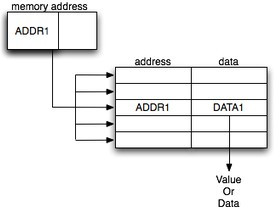 memory address
ADDR1
address data
ADDR1 DATA1
Value
Or
Data